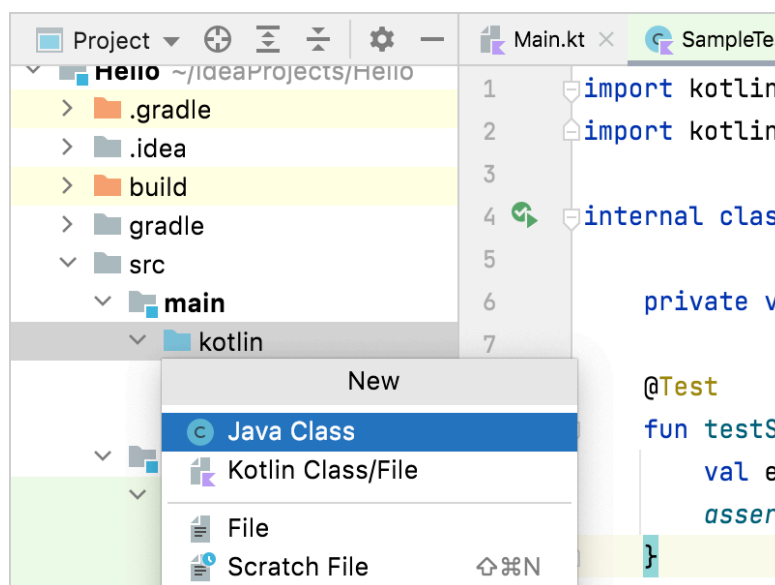 Project
Main.kt
SampleTe
Hello ~/IdeaProjects/Hello
.gradle
.idea
build
gradle
src
main
kotlin
New
Java Class
Kotlin Class/File
File
Scratch File ⇧⌘N
1 import kotlin
2 import kotlin
3
4 internal clas
5
6 private v
7
@Test
fun testS
val e
asser
}